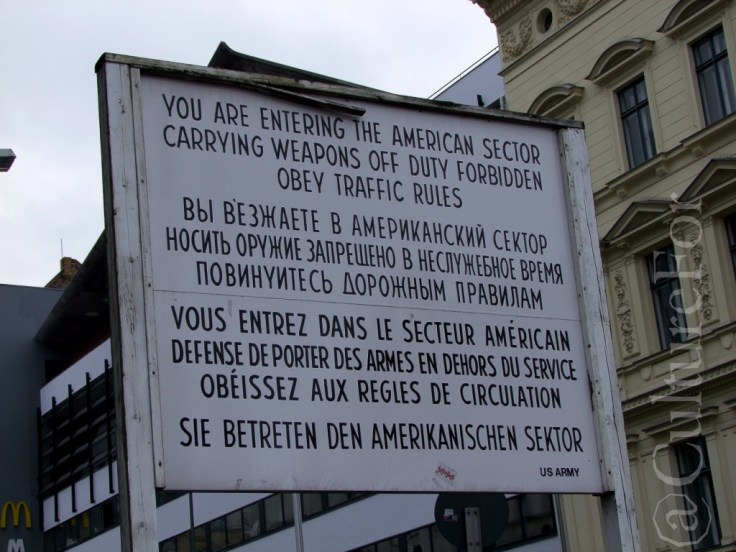 YOU ARE ENTERING THE AMERICAN SECTOR
CARRYING WEAPONS OFF DUTY FORBIDDEN
OBEY TRAFFIC RULES
ВЫ ВЪЕЗЖАЕТЕ В АМЕРИКАНСКИЙ СЕКТОР
НОСИТЬ ОРУЖИЕ ЗАПРЕЩЕНО В НЕСЛУЖЕБНОЕ ВРЕМЯ
ПОВИНУЙТЕСЬ ДОРОЖНЫМ ПРАВИЛАМ
VOUS ENTREZ DANS LE SECTEUR AMÉRICAIN
DEFENSE DE PORTER DES ARMES EN DEHORS DU SERVICE
OBÉISSEZ AUX REGLES DE CIRCULATION
SIE BETRETEN DEN AMERIKANISCHEN SEKTOR
US ARMY
M
M